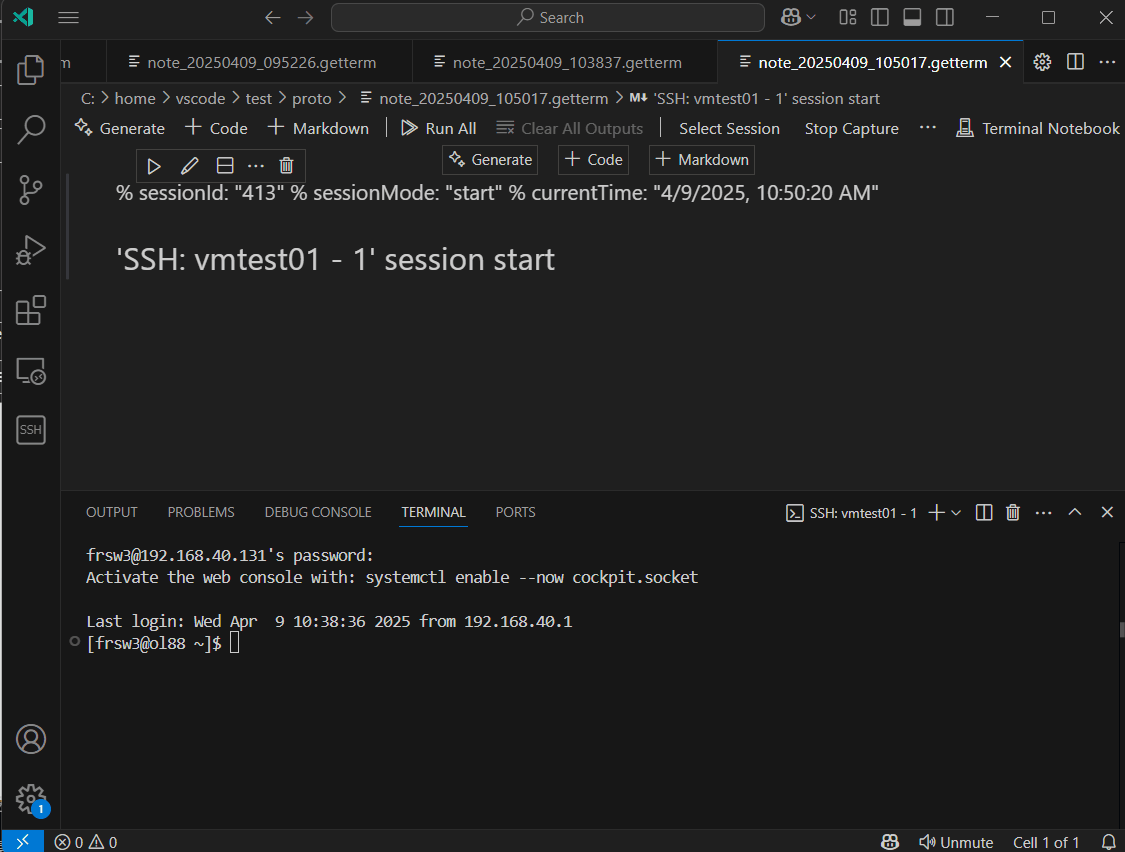 Search
m
note_20250409_095226.getterm
note_20250409_103837.getterm
note_20250409_105017.getterm
C: > home > vscode > test > proto > note_20250409_105017.getterm > M↓ 'SSH: vmtest01 - 1' session start
Generate + Code + Markdown | Run All Clear All Outputs | Select Session Stop Capture ··· Terminal Notebook
Generate + Code + Markdown
% sessionId: "413" % sessionMode: "start" % currentTime: "4/9/2025, 10:50:20 AM"
'SSH: vmtest01 - 1' session start
SSH
OUTPUT PROBLEMS DEBUG CONSOLE TERMINAL PORTS SSH: vmtest01 - 1
frsw3@192.168.40.131's password:
Activate the web console with: systemctl enable --now cockpit.socket
Last login: Wed Apr  9 10:38:36 2025 from 192.168.40.1
[frsw3@ol88 ~]$
1
0 0 Unmute Cell 1 of 1